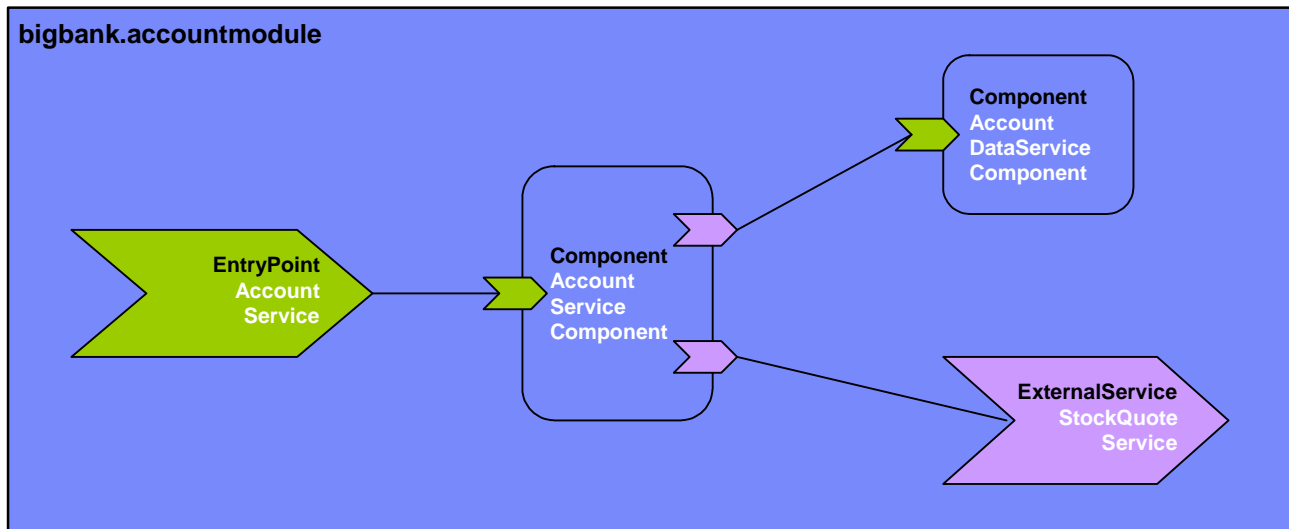 bigbank.accountmodule
Component
Account
DataService
Component
EntryPoint
Account
Service
Component
Account
Service
Component
ExternalService
StockQuote
Service